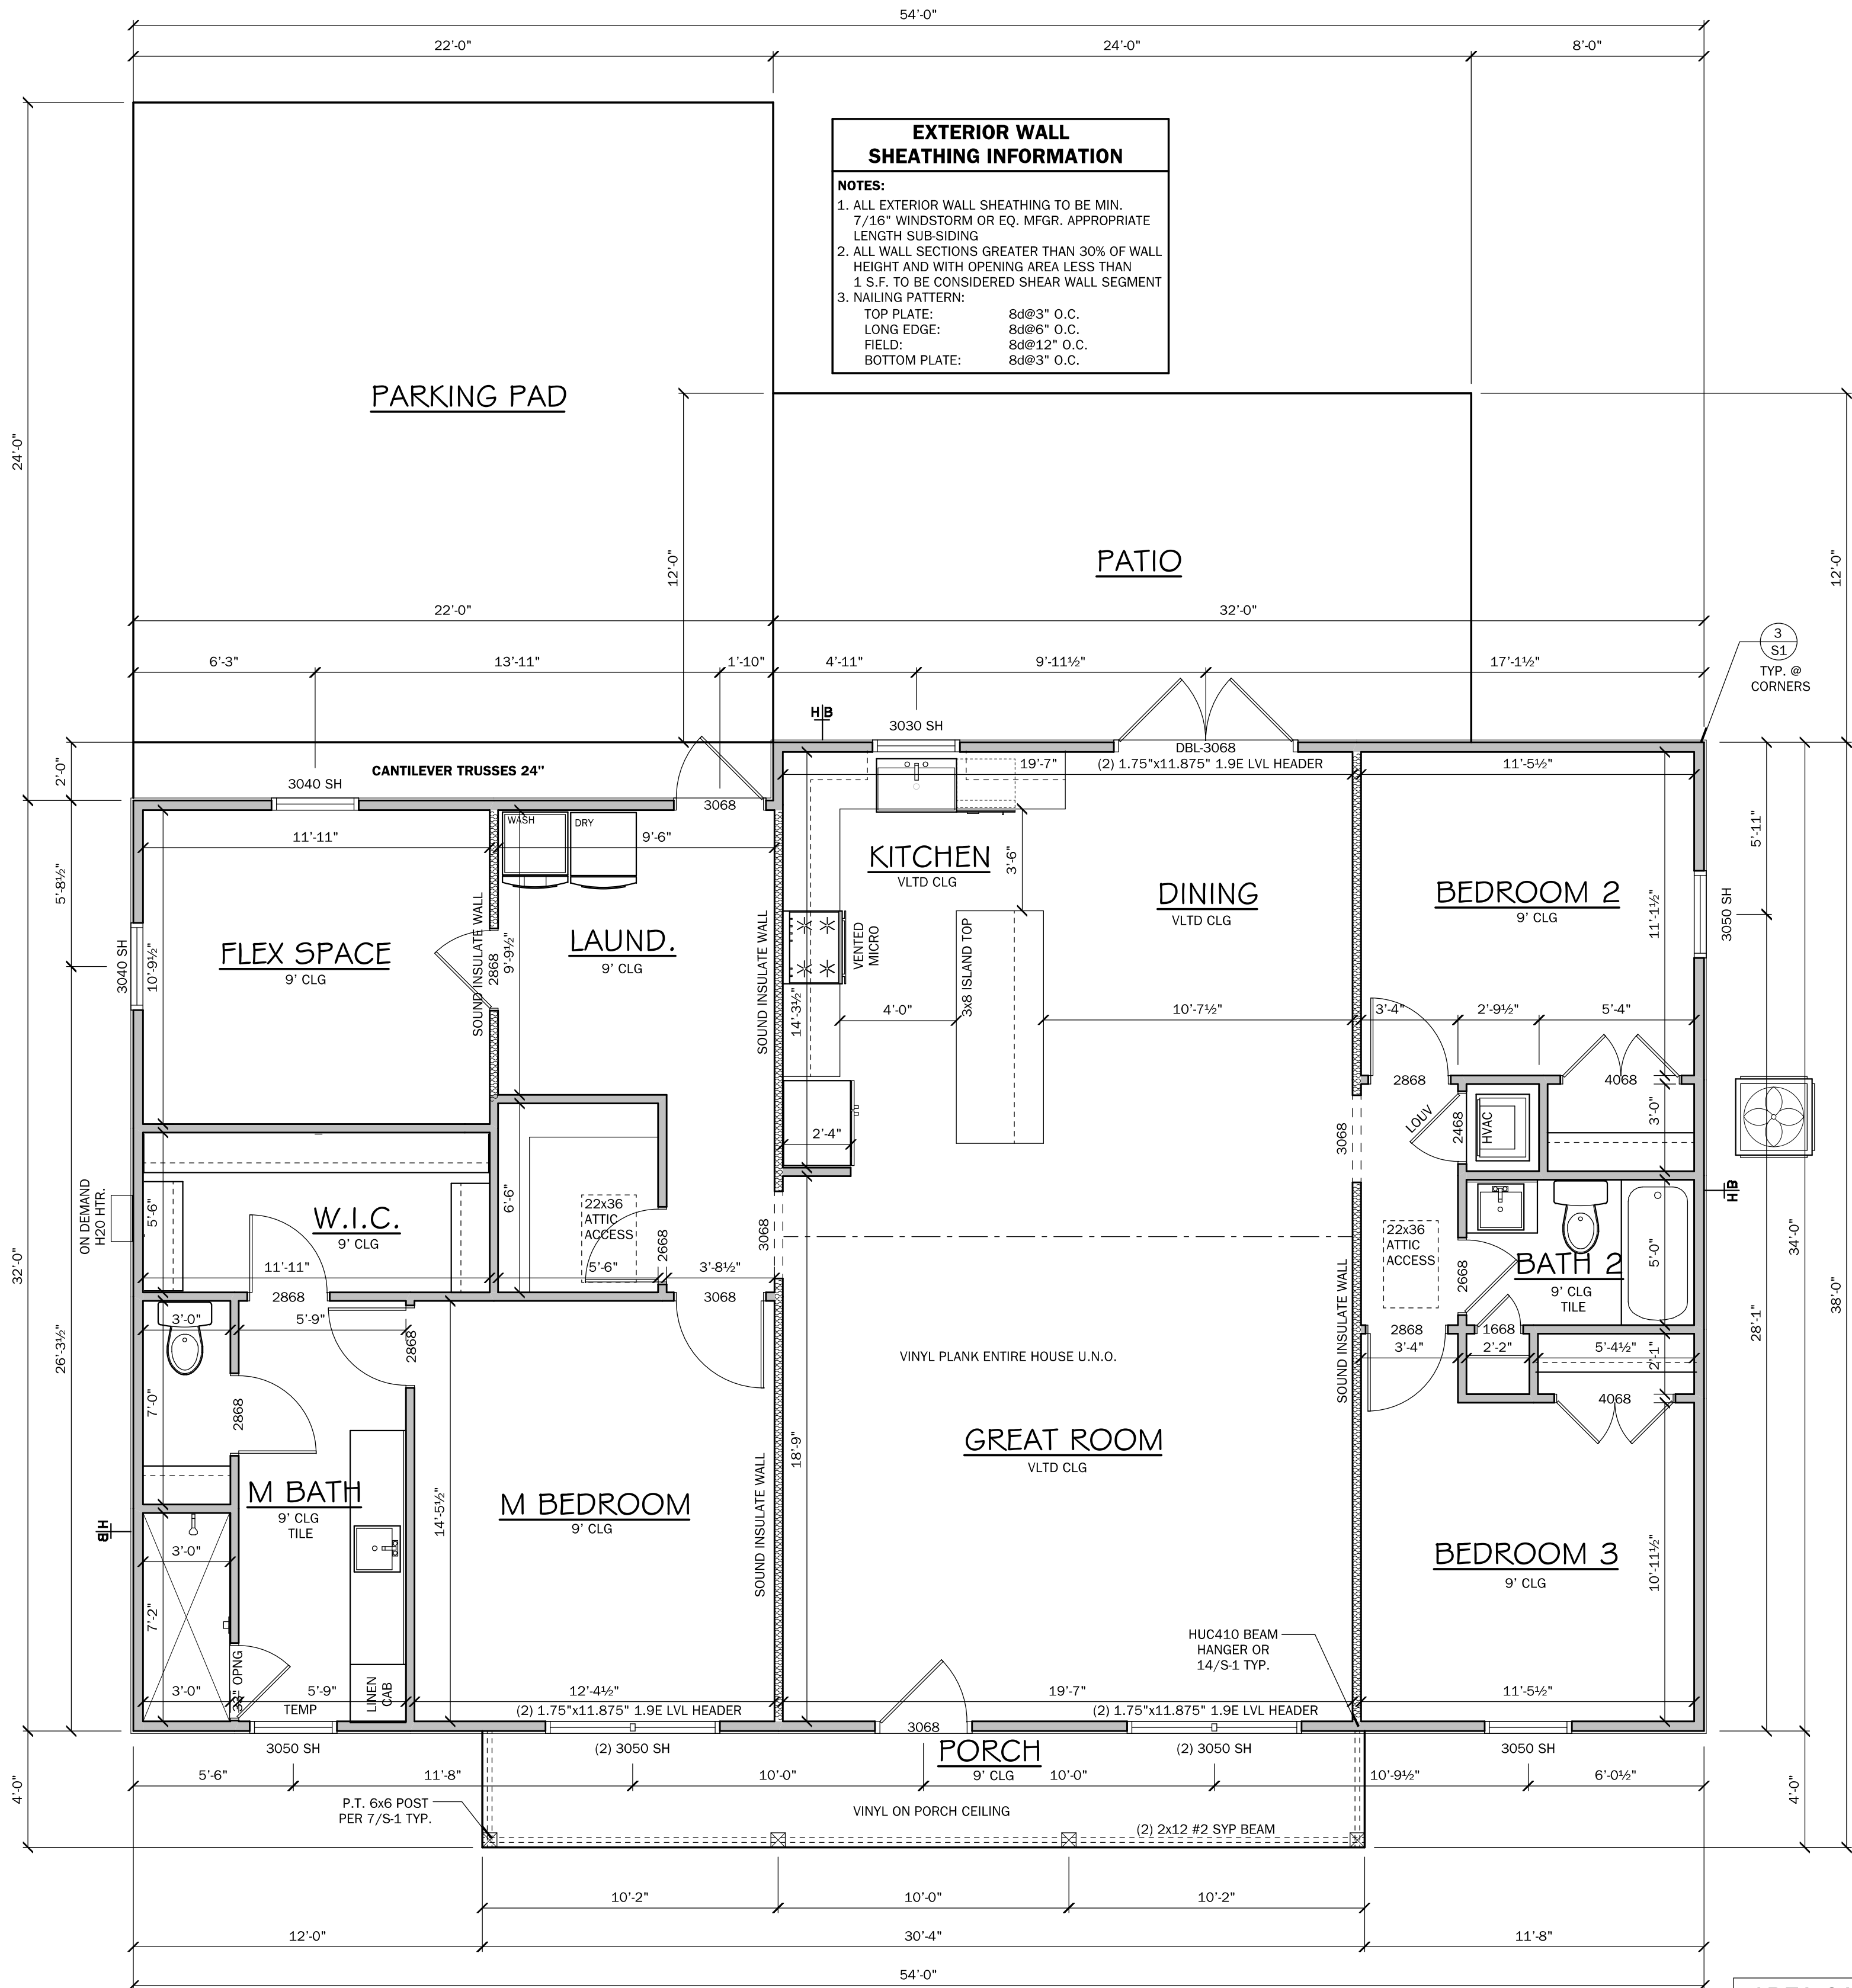 54'-0"
22'-0"
24'-0"
8'-0"
EXTERIOR WALL
SHEATHING INFORMATION
NOTES:
1. ALL EXTERIOR WALL SHEATHING TO BE MIN.
7/16" WINDSTORM OR EQ. MFGR. APPROPRIATE
LENGTH SUB-SIDING
2. ALL WALL SECTIONS GREATER THAN 30% OF WALL
HEIGHT AND WITH OPENING AREA LESS THAN
1 S.F. TO BE CONSIDERED SHEAR WALL SEGMENT
3. NAILING PATTERN:
TOP PLATE: 8d@3" O.C.
LONG EDGE: 8d@6" O.C.
FIELD: 8d@12" O.C.
BOTTOM PLATE: 8d@3" O.C.
PARKING PAD
24'-0"
12'-0"
PATIO
12'-0"
22'-0"
32'-0"
6'-3"
13'-11"
1'-10"
4'-11"
9'-11½"
17'-1½"
3
S1
TYP. @
CORNERS
HB
3030 SH
DBL-3068
2'-0"
CANTILEVER TRUSSES 24"
3040 SH
3068
19'-7"
(2) 1.75"x11.875" 1.9E LVL HEADER
11'-5½"
WASH
DRY
11'-11"
9'-6"
5'-8½"
5'-11"
KITCHEN
VLTD CLG
3'-6"
DINING
VLTD CLG
BEDROOM 2
9' CLG
11'-1½"
3050 SH
FLEX SPACE
9' CLG
3040 SH
10'-9½"
SOUND INSULATE WALL
2868
9'-9½"
LAUND.
9' CLG
SOUND INSULATE WALL
VENTED
MICRO
14'-3½"
3x8 ISLAND TOP
4'-0"
10'-7½"
3'-4"
2'-9½"
5'-4"
2868
4068
LOUV
2468
HVAC
3'-0"
3068
2'-4"
ON DEMAND
H20 HTR.
5'-6"
W.I.C.
9' CLG
6'-6"
22x36
ATTIC
ACCESS
2668
3068
HB
34'-0"
32'-0"
38'-0"
22x36
ATTIC
ACCESS
2668
BATH 2
9' CLG
TILE
5'-0"
11'-11"
5'-6"
3'-8½"
2868
3068
3'-0"
5'-9"
2868
26'-3½"
28'-1"
SOUND INSULATE WALL
2868
1668
3'-4"
2'-2"
5'-4½"
2'-1"
VINYL PLANK ENTIRE HOUSE U.N.O.
4068
7'-0"
2868
GREAT ROOM
VLTD CLG
18'-9"
M BATH
9' CLG
TILE
14'-5½"
M BEDROOM
9' CLG
SOUND INSULATE WALL
HB
3'-0"
BEDROOM 3
9' CLG
10'-11½"
7'-2"
HUC410 BEAM
HANGER OR
14/S-1 TYP.
33" OPNG
LINEN
CAB
3'-0"
5'-9"
TEMP
12'-4½"
(2) 1.75"x11.875" 1.9E LVL HEADER
19'-7"
(2) 1.75"x11.875" 1.9E LVL HEADER
11'-5½"
3068
3050 SH
(2) 3050 SH
PORCH
9' CLG
(2) 3050 SH
3050 SH
5'-6"
11'-8"
10'-0"
10'-0"
10'-9½"
6'-0½"
4'-0"
4'-0"
P.T. 6x6 POST
PER 7/S-1 TYP.
VINYL ON PORCH CEILING
(2) 2x12 #2 SYP BEAM
10'-2"
10'-0"
10'-2"
12'-0"
30'-4"
11'-8"
54'-0"